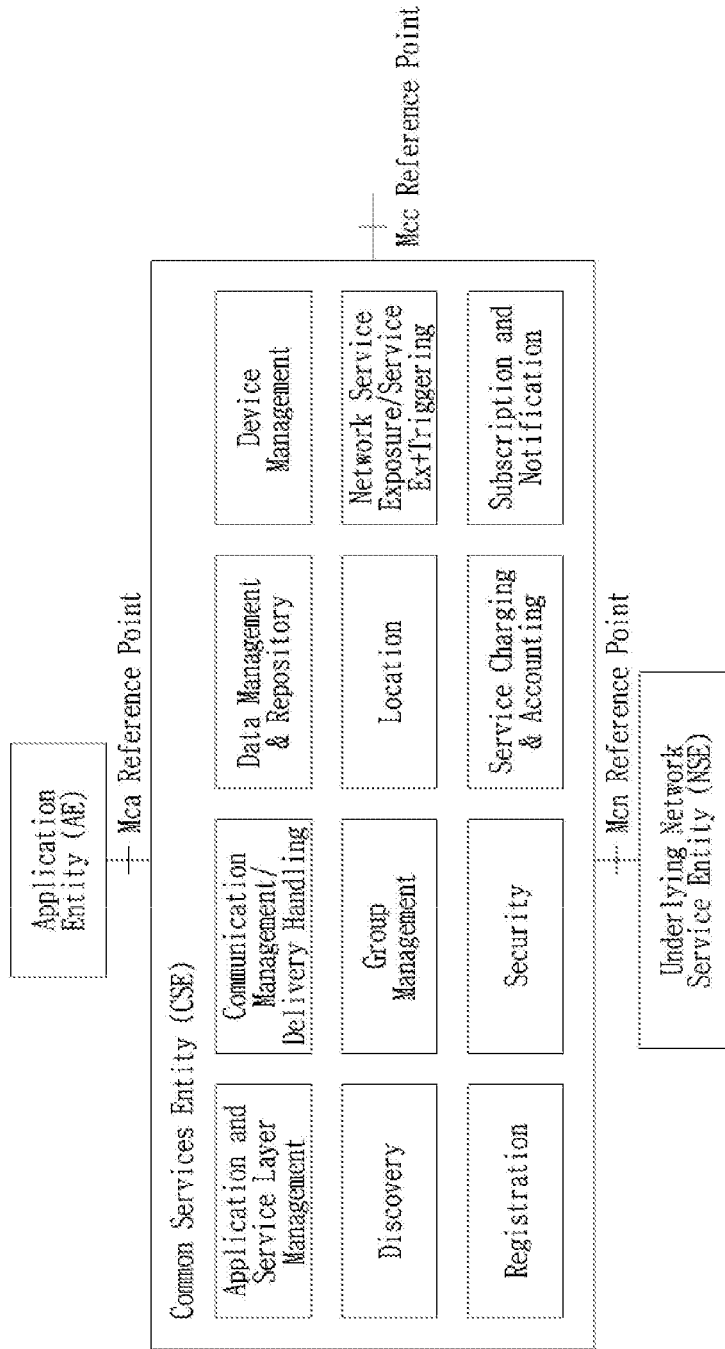 Application
Entity (AE)
Mca Reference Point
Common Services Entity (CSE)
Application and
Service Layer
Management
Communication
Management/
Delivery Handling
Data Management
& Repository
Device
Management
Discovery
Group
Management
Location
Network Service
Exposure/Service
Ex+Triggering
Registration
Security
Service Charging
& Accounting
Subscription and
Notification
Mcc Reference Point
Mcn Reference Point
Underlying Network
Service Entity (NSE)